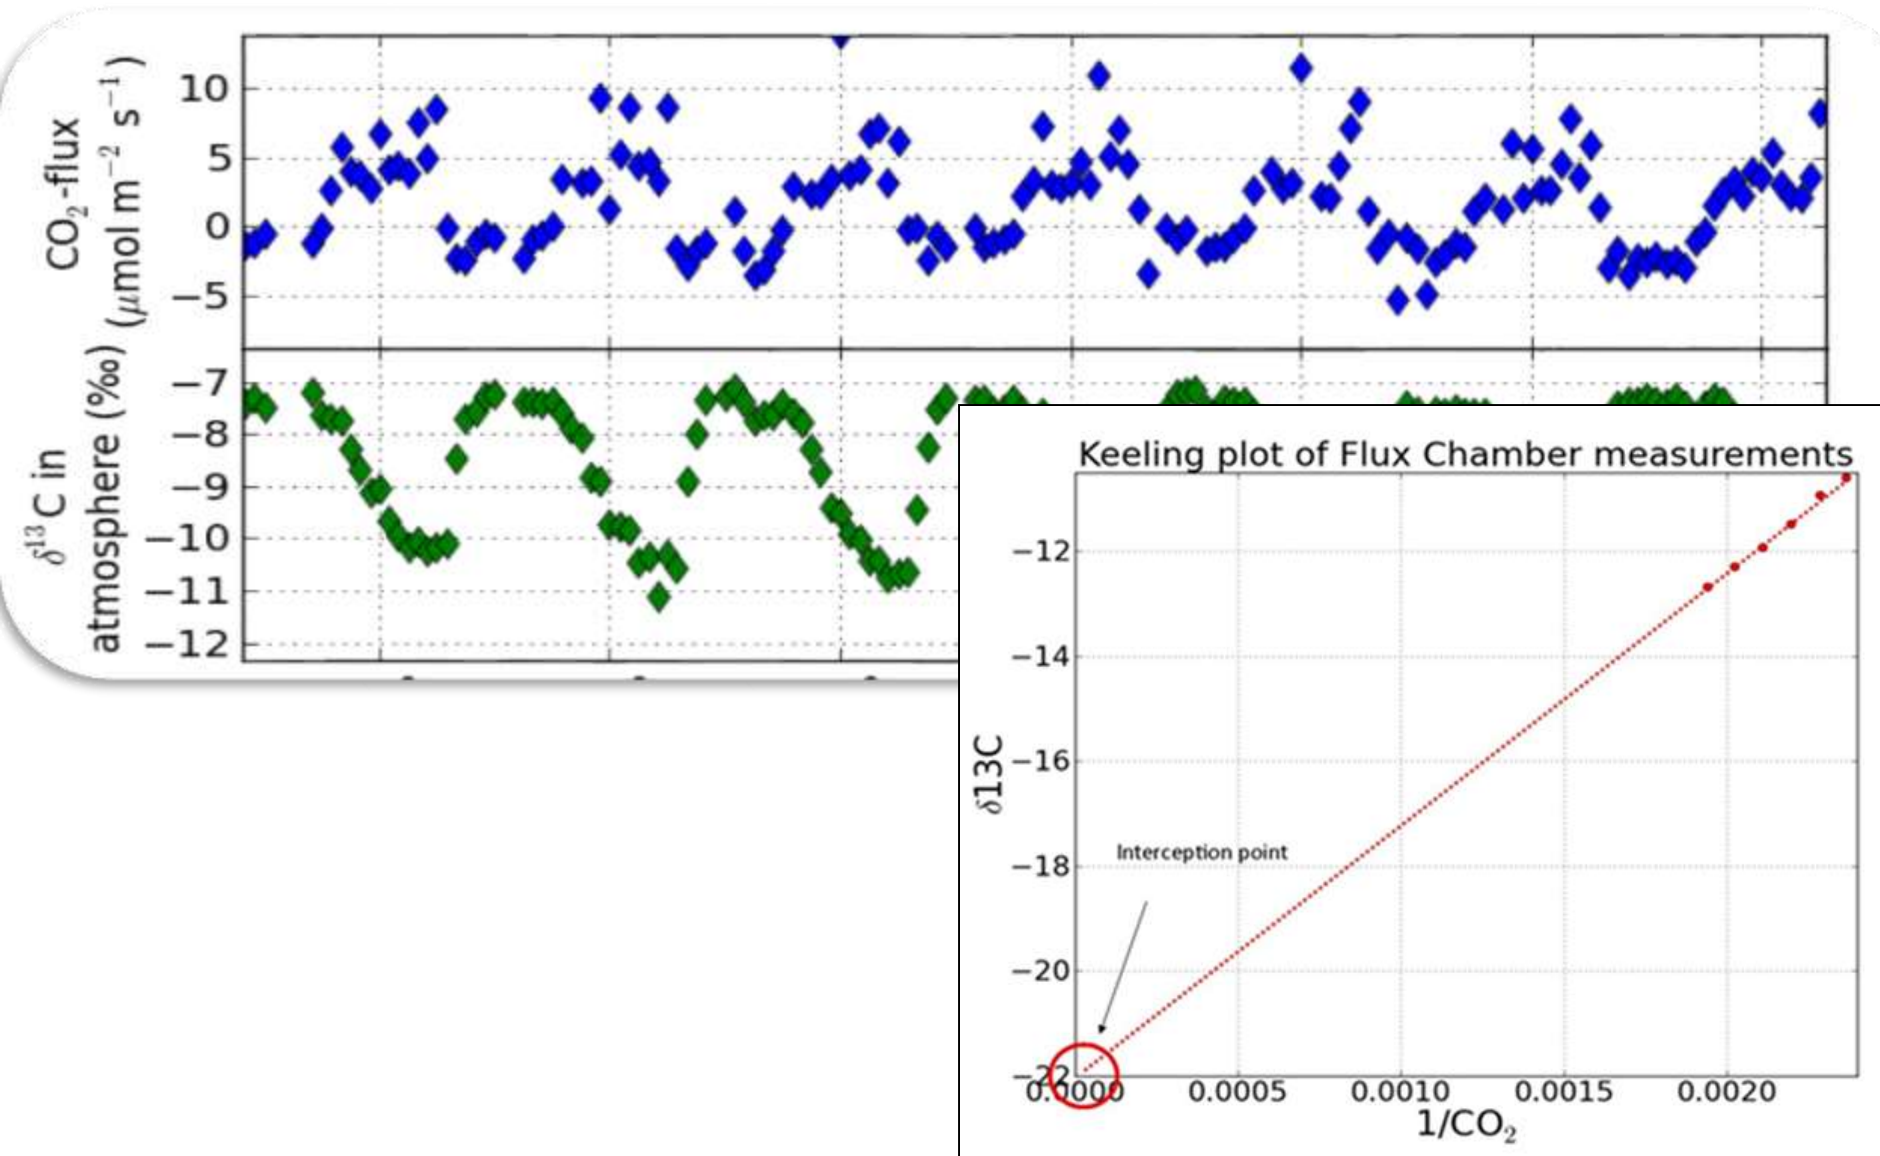 CO₂-flux
(μmol m⁻² s⁻¹)
10
5
0
−5
δ¹³C in
atmosphere (‰)
−7
−8
−9
−10
−11
−12
Keeling plot of Flux Chamber measurements
δ13C
−12
−14
−16
−18
−20
−22
Interception point
0.0000 0.0005 0.0010 0.0015 0.0020
1/CO₂